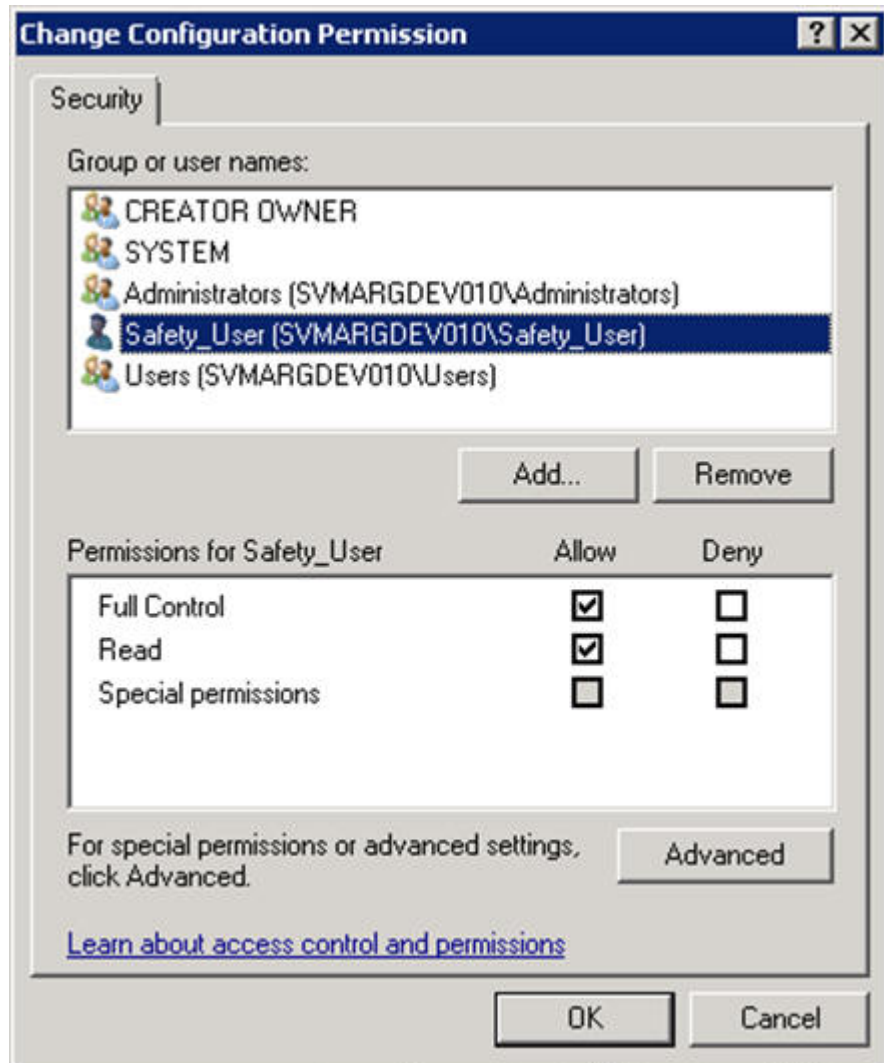 Change Configuration Permission
Security
Group or user names:
CREATOR OWNER
SYSTEM
Administrators (SVMARGDEV010\Administrators)
Safety_User (SVMARGDEV010\Safety_User)
Users (SVMARGDEV010\Users)
Add... Remove
Permissions for Safety_User Allow Deny
Full Control
Read
Special permissions
For special permissions or advanced settings,
click Advanced.
Advanced
Learn about access control and permissions
OK Cancel